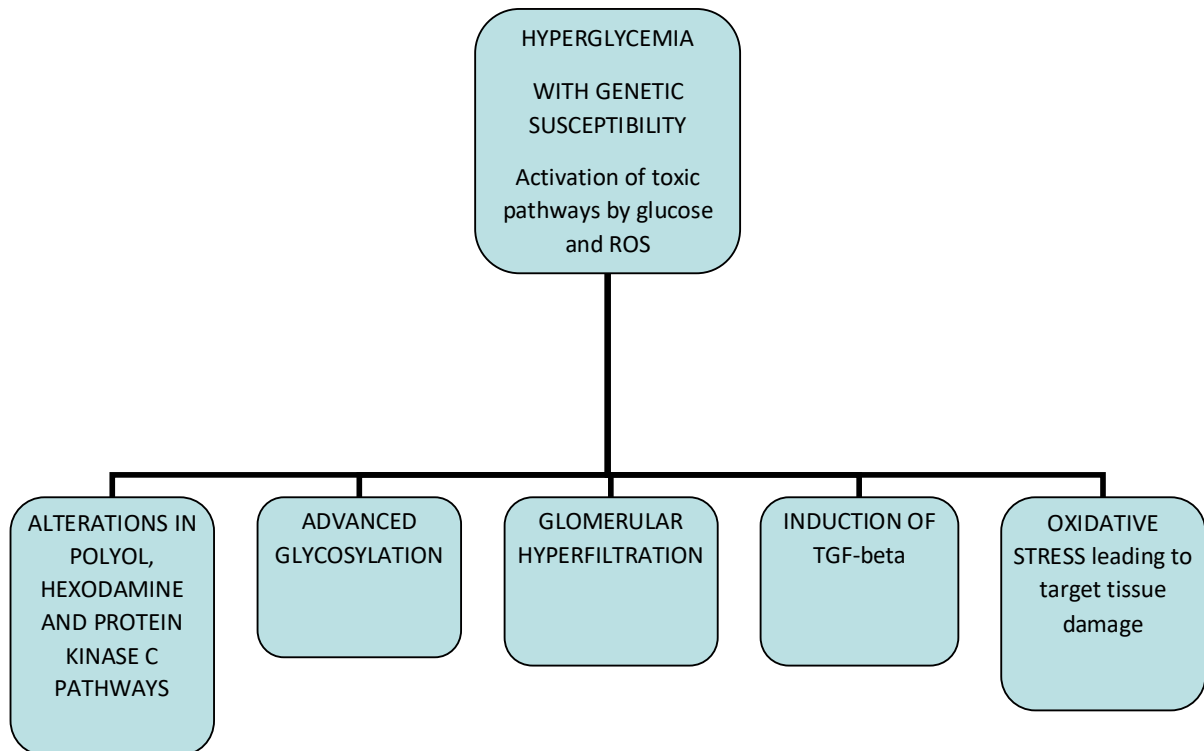 HYPERGLYCEMIA
WITH GENETIC
SUSCEPTIBILITY
Activation of toxic
pathways by glucose
and ROS
ALTERATIONS IN
POLYOL,
HEXODAMINE
AND PROTEIN
KINASE C
PATHWAYS
ADVANCED
GLYCOSYLATION
GLOMERULAR
HYPERFILTRATION
INDUCTION OF
TGF-beta
OXIDATIVE
STRESS leading to
target tissue
damage